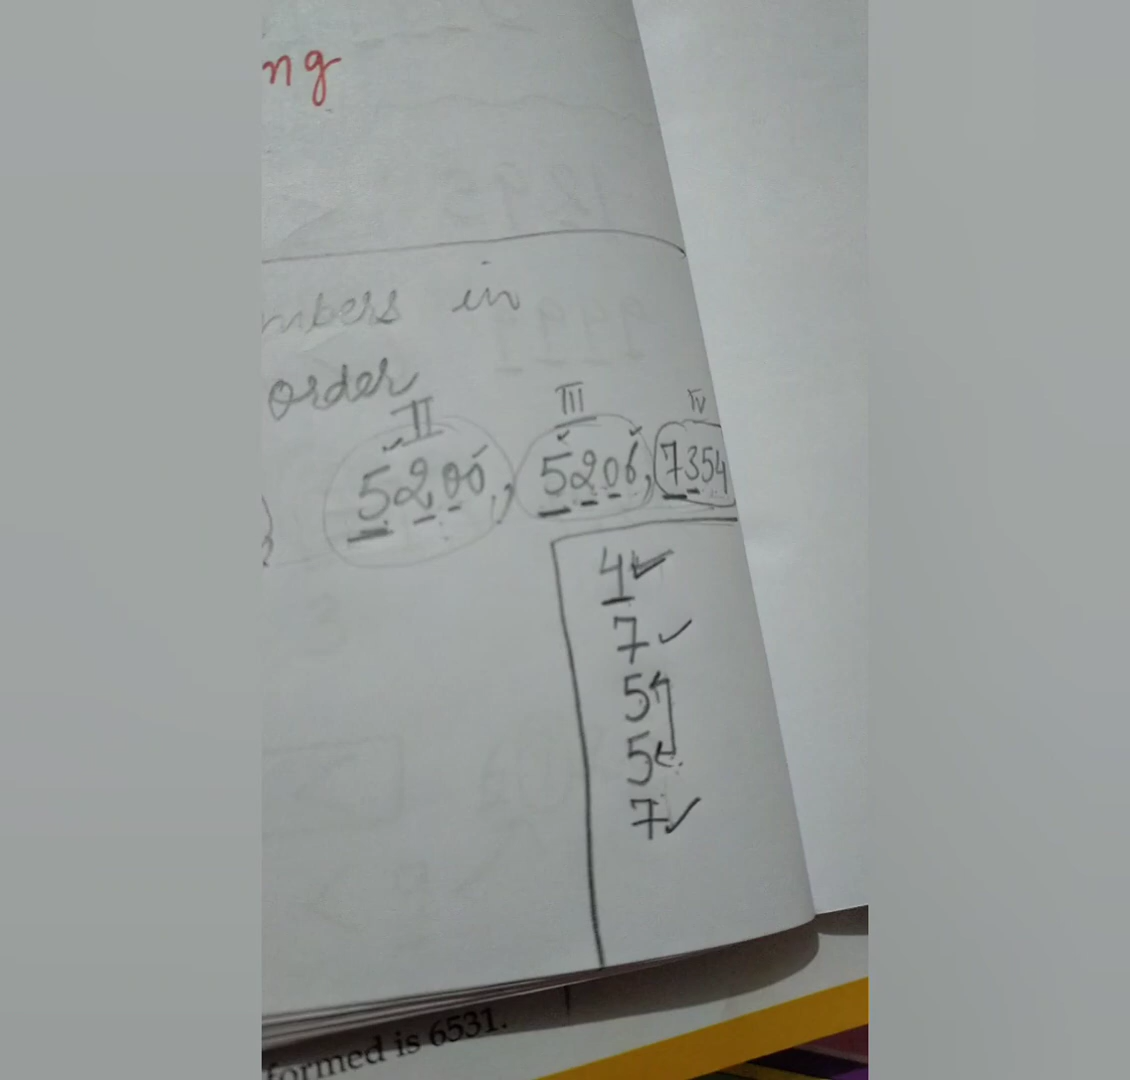 ng
mbers in
order
II III IV
5200, 5206, 7354
4✓
7✓
5
5
7✓
formed is 6531.